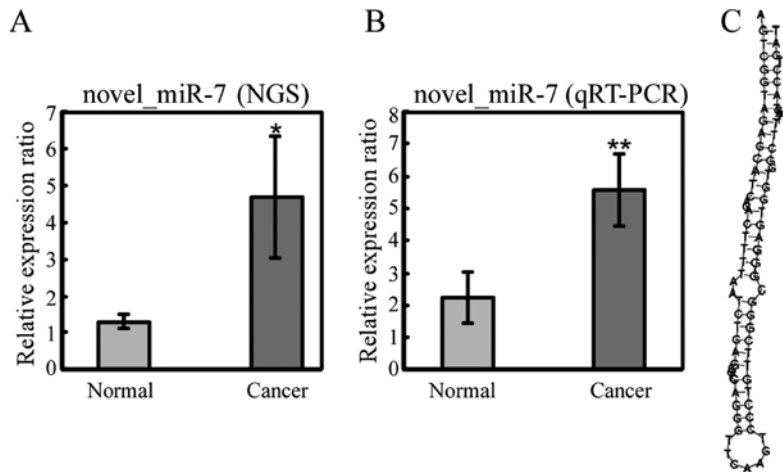 A
B
C
novel_miR-7 (NGS)
novel_miR-7 (qRT-PCR)
Relative expression ratio
7
6
5
4
3
2
1
0
*
Normal
Cancer
Relative expression ratio
8
7
6
5
4
3
2
1
0
**
Normal
Cancer